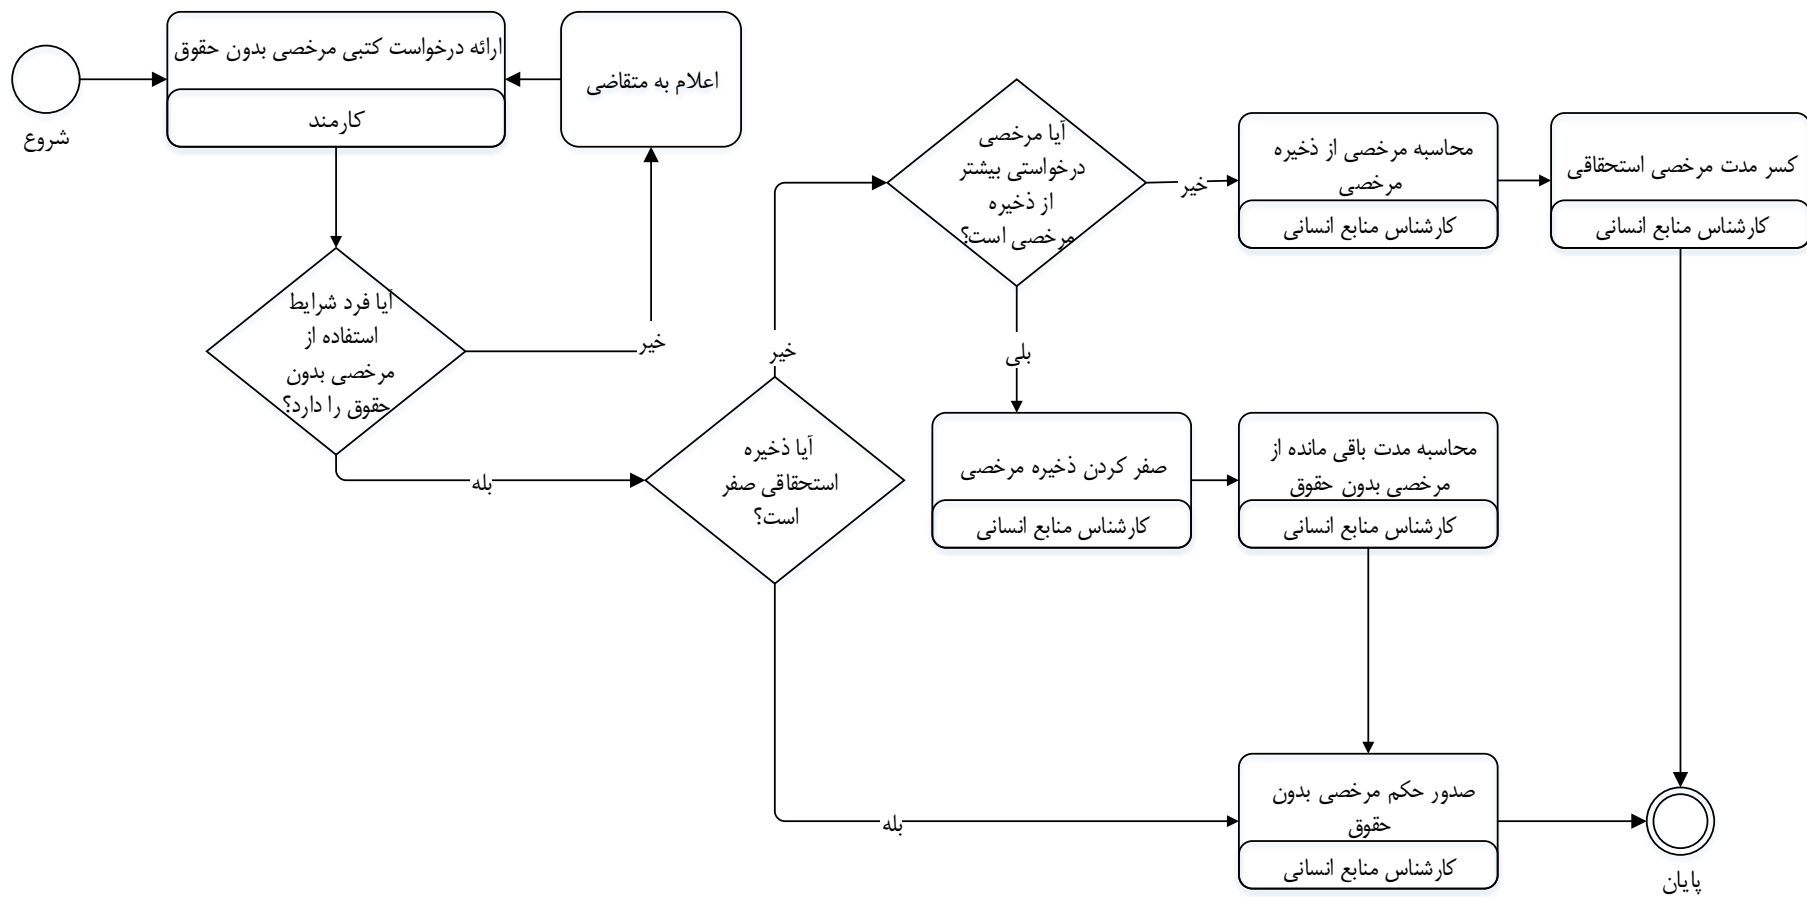 شروع
ارائه درخواست کتبی مرخصی بدون حقوق
کارمند
اعلام به متقاضی
آیا فرد شرایط
استفاده از
مرخصی بدون
حقوق را دارد؟
خیر
بله
آیا ذخیره
استحقاقی صفر
است؟
خیر
بله
آیا مرخصی
درخواستی بیشتر
از ذخیره
مرخصی است؟
خیر
بلی
محاسبه مرخصی از ذخیره
مرخصی
کارشناس منابع انسانی
کسر مدت مرخصی استحقاقی
کارشناس منابع انسانی
صفر کردن ذخیره مرخصی
کارشناس منابع انسانی
محاسبه مدت باقی مانده از
مرخصی بدون حقوق
کارشناس منابع انسانی
صدور حکم مرخصی بدون
حقوق
کارشناس منابع انسانی
پایان